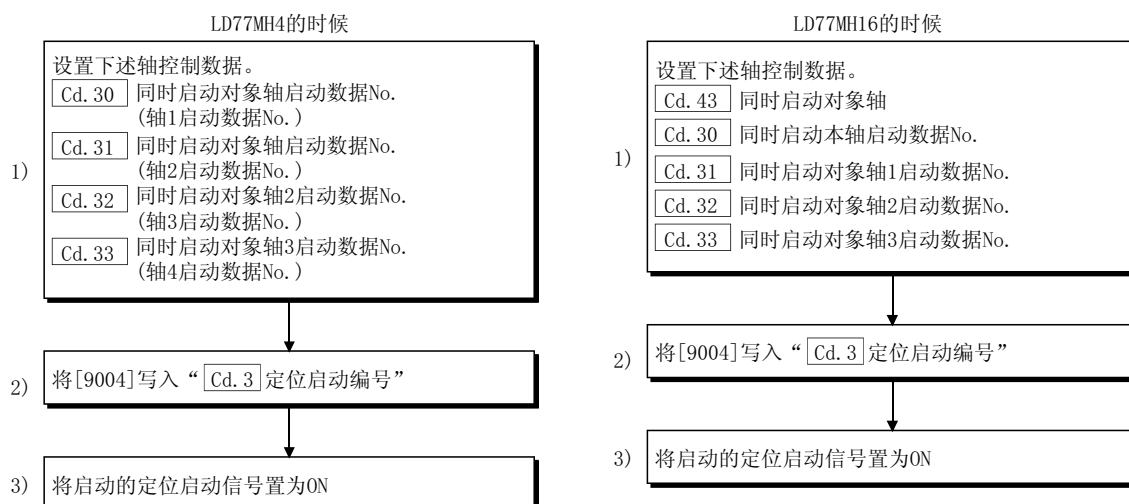 LD77MH4的时候
设置下述轴控制数据。
Cd. 30 同时启动对象轴启动数据No.
(轴1启动数据No.)
Cd. 31 同时启动对象轴启动数据No.
(轴2启动数据No.)
Cd. 32 同时启动对象轴2启动数据No.
(轴3启动数据No.)
Cd. 33 同时启动对象轴3启动数据No.
(轴4启动数据No.)
1)
2) 将[9004]写入“ Cd. 3 定位启动编号”
3) 将启动的定位启动信号置为ON
LD77MH16的时候
设置下述轴控制数据。
Cd. 43 同时启动对象轴
Cd. 30 同时启动本轴启动数据No.
1)
Cd. 31 同时启动对象轴1启动数据No.
Cd. 32 同时启动对象轴2启动数据No.
Cd. 33 同时启动对象轴3启动数据No.
2) 将[9004]写入“ Cd. 3 定位启动编号”
3) 将启动的定位启动信号置为ON